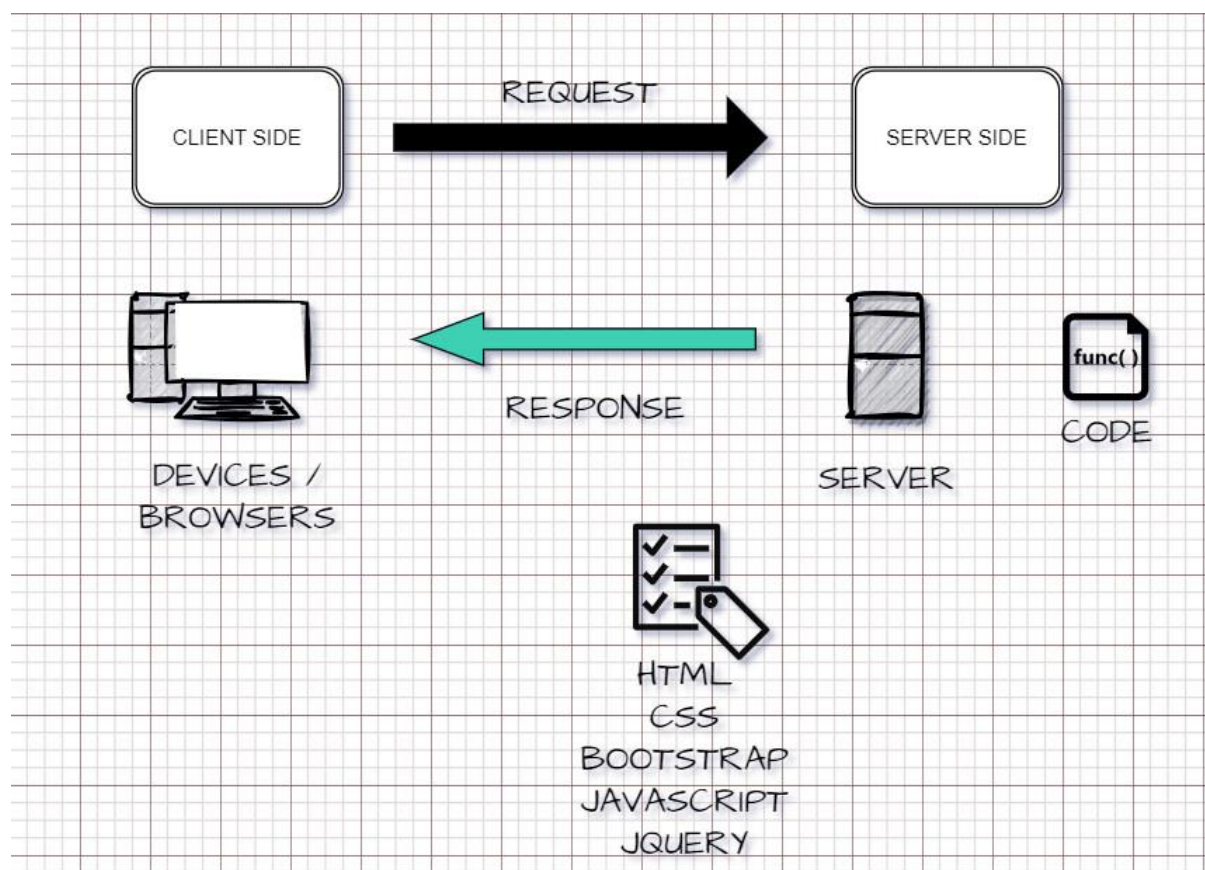 REQUEST
CLIENT SIDE
SERVER SIDE
RESPONSE
func( )
CODE
DEVICES /
BROWSERS
SERVER
HTML
CSS
BOOTSTRAP
JAVASCRIPT
JQUERY